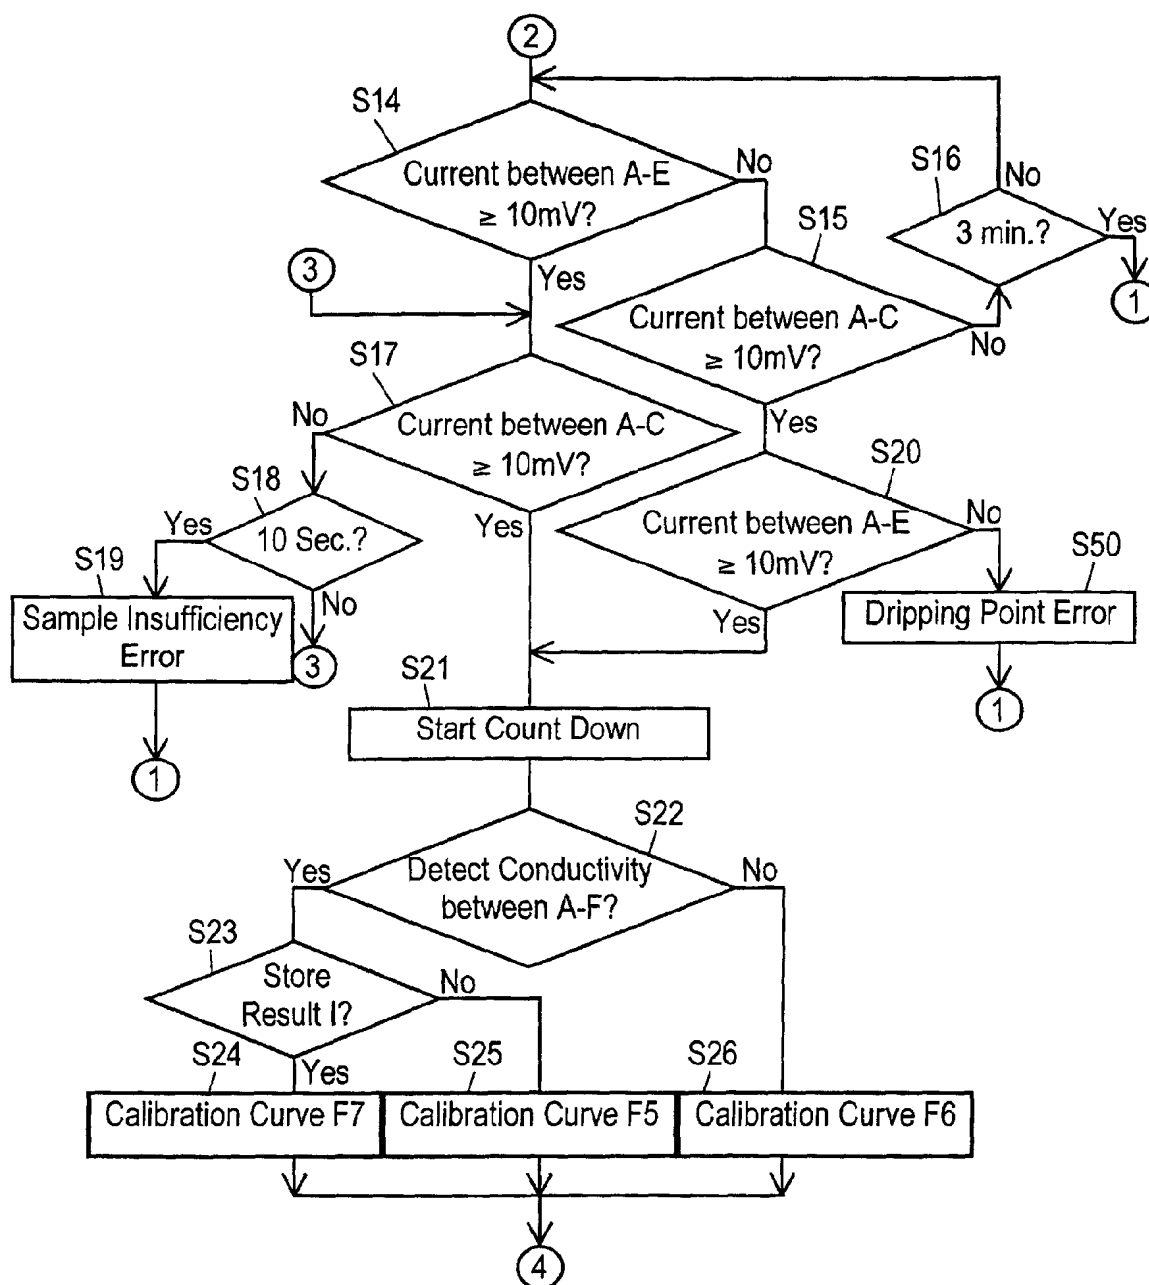 2
S14
Current between A-E
≧ 10mV?
No
Yes
S15
Current between A-C
≧ 10mV?
No
Yes
S16
3 min.?
No
Yes
1
3
S17
Current between A-C
≧ 10mV?
No
Yes
S18
10 Sec.?
Yes
No
3
S19
Sample Insufficiency
Error
1
S20
Current between A-E
≧ 10mV?
No
Yes
S50
Dripping Point Error
1
S21
Start Count Down
S22
Detect Conductivity
between A-F?
Yes
No
S23
Store
Result I?
No
Yes
S24
Calibration Curve F7
S25
Calibration Curve F5
S26
Calibration Curve F6
4